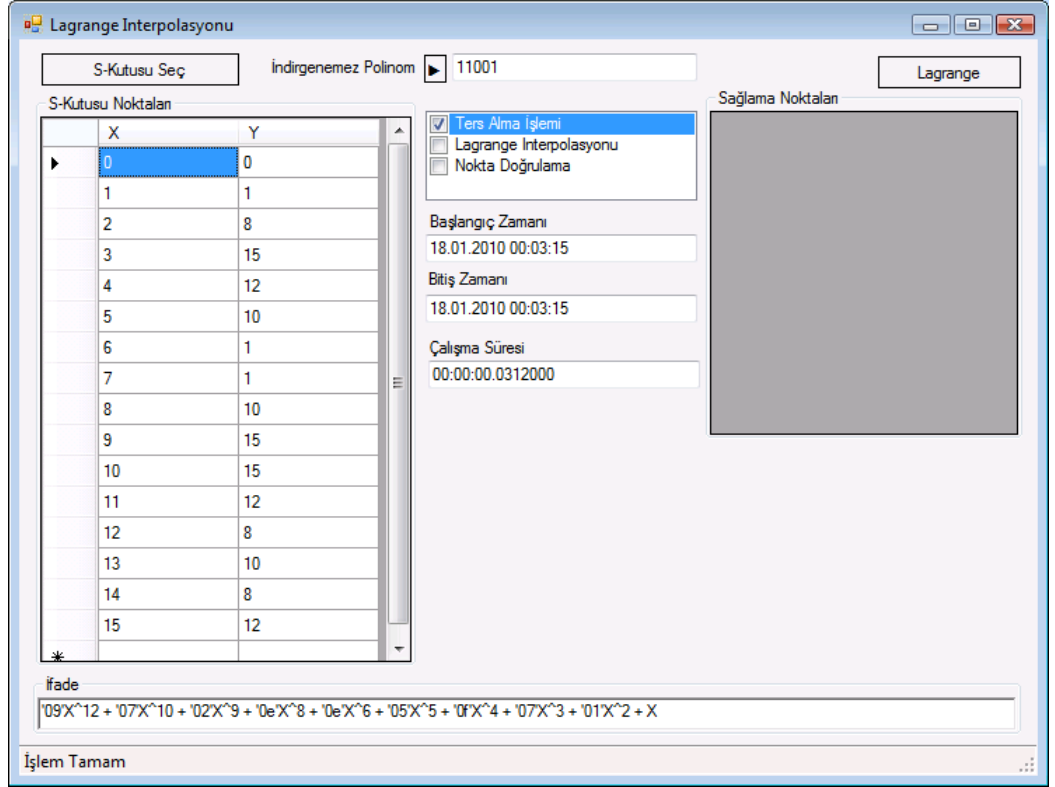 Lagrange Interpolasyonu
S-Kutusu Seç
İndirgenemez Polinom
11001
Lagrange
S-Kutusu Noktaları
X Y
0 0
1 1
2 8
3 15
4 12
5 10
6 1
7 1
8 10
9 15
10 15
11 12
12 8
13 10
14 8
15 12
Ters Alma İşlemi
Lagrange Interpolasyonu
Nokta Doğrulama
Başlangıç Zamanı
18.01.2010 00:03:15
Bitiş Zamanı
18.01.2010 00:03:15
Çalışma Süresi
00:00:00.0312000
Sağlama Noktaları
İfade
'09'X^12 + '07'X^10 + '02'X^9 + '0e'X^8 + '0e'X^6 + '05'X^5 + '0f'X^4 + '07'X^3 + '01'X^2 + X
İşlem Tamam